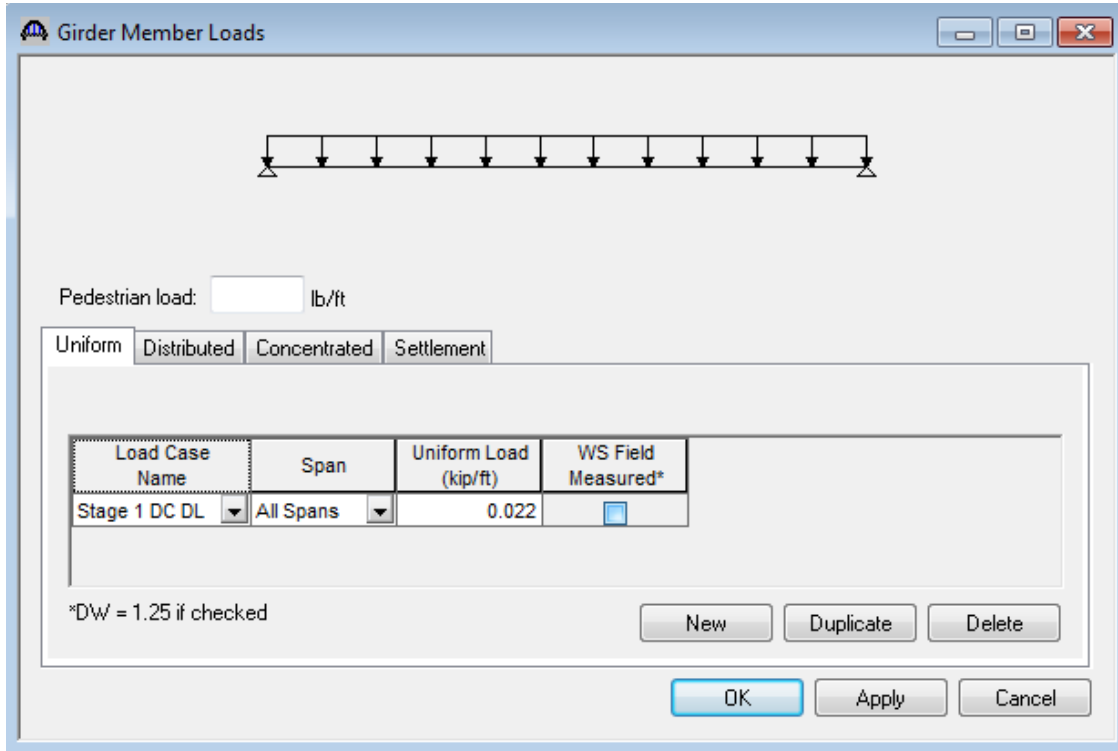 Girder Member Loads
Pedestrian load: lb/ft
Uniform Distributed Concentrated Settlement
Load Case Name Span Uniform Load (kip/ft) WS Field Measured*
Stage 1 DC DL All Spans 0.022
*DW = 1.25 if checked
New Duplicate Delete
OK Apply Cancel